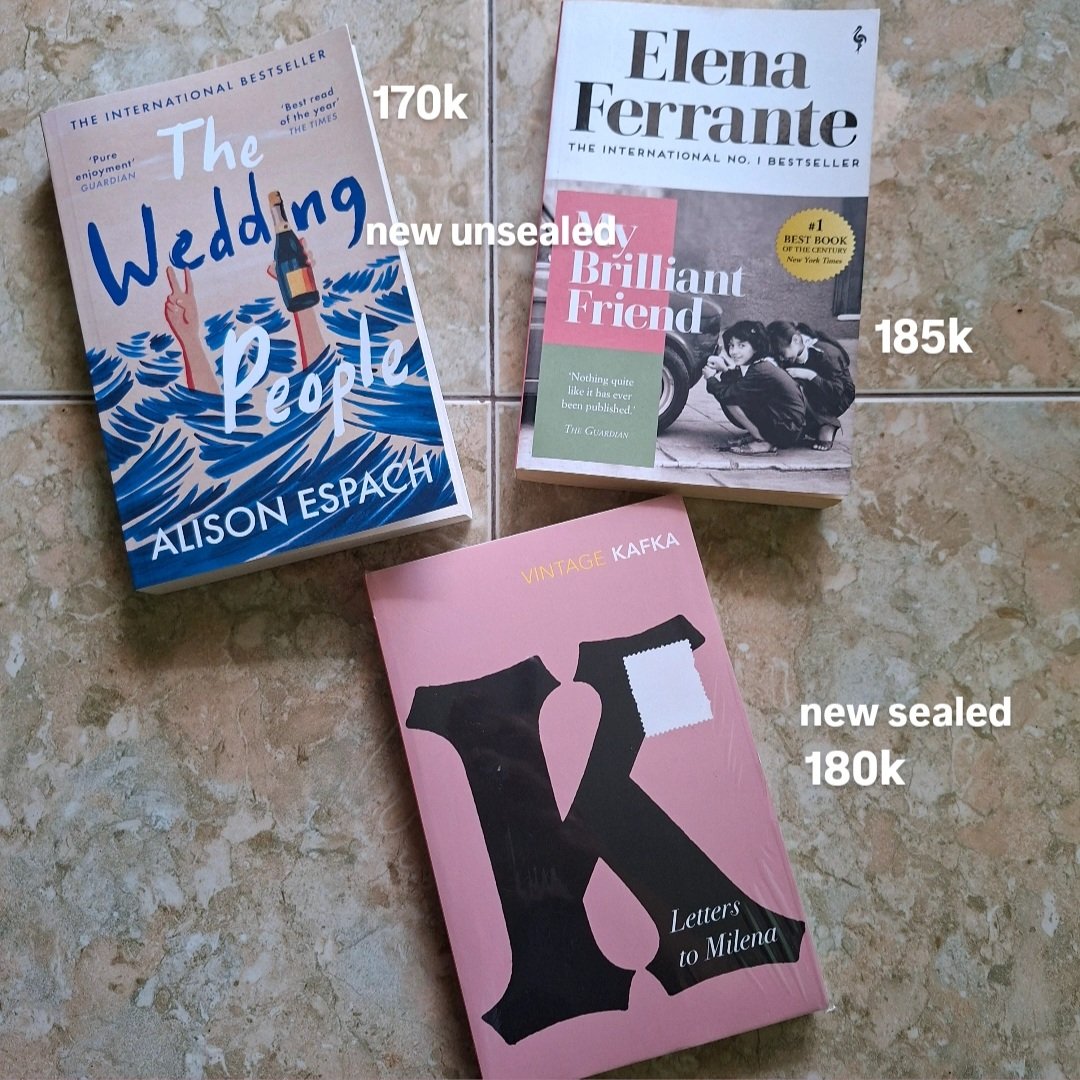 THE INTERNATIONAL BESTSELLER
'Pure
enjoyment'
GUARDIAN
'Best read
of the year'
THE TIMES
The
Wedding
People
ALISON ESPACH
170k
new unsealed
Elena
Ferrante
THE INTERNATIONAL NO. 1 BESTSELLER
My
Brilliant
Friend
#1
BEST BOOK
OF THE CENTURY
New York Times
'Nothing quite
like it has ever
been published.'
THE GUARDIAN
185k
VINTAGE KAFKA
Letters
to Milena
new sealed
180k